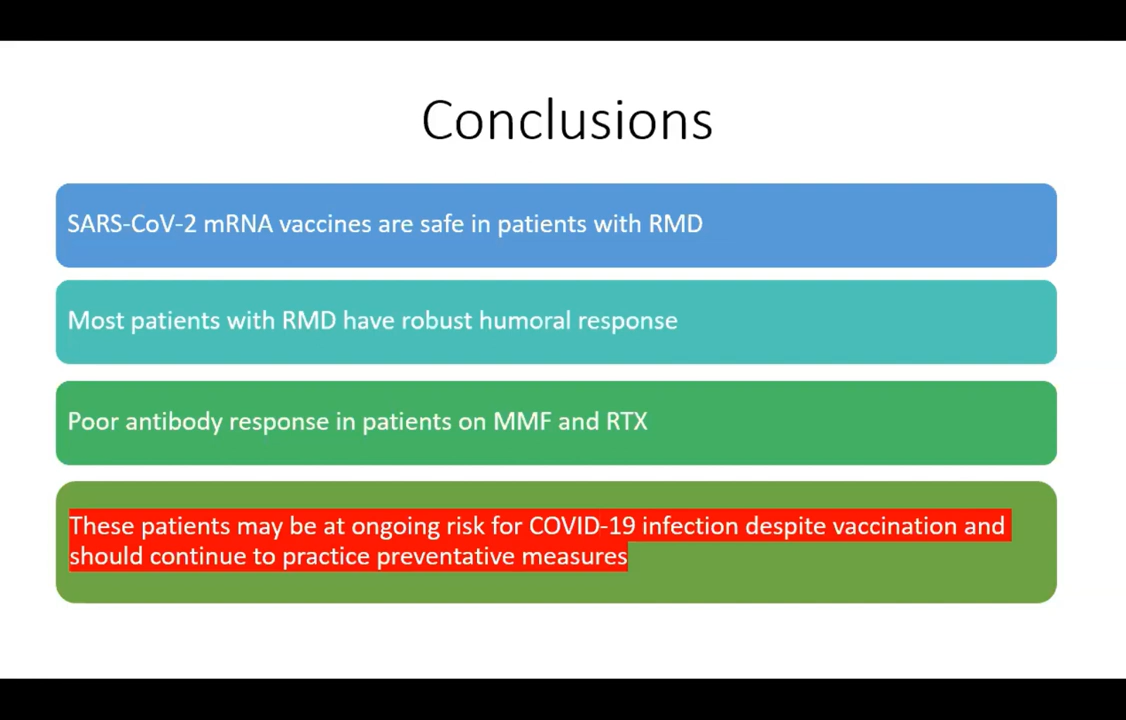 Conclusions
SARS-CoV-2 mRNA vaccines are safe in patients with RMD
Most patients with RMD have robust humoral response
Poor antibody response in patients on MMF and RTX
These patients may be at ongoing risk for COVID-19 infection despite vaccination and
should continue to practice preventative measures